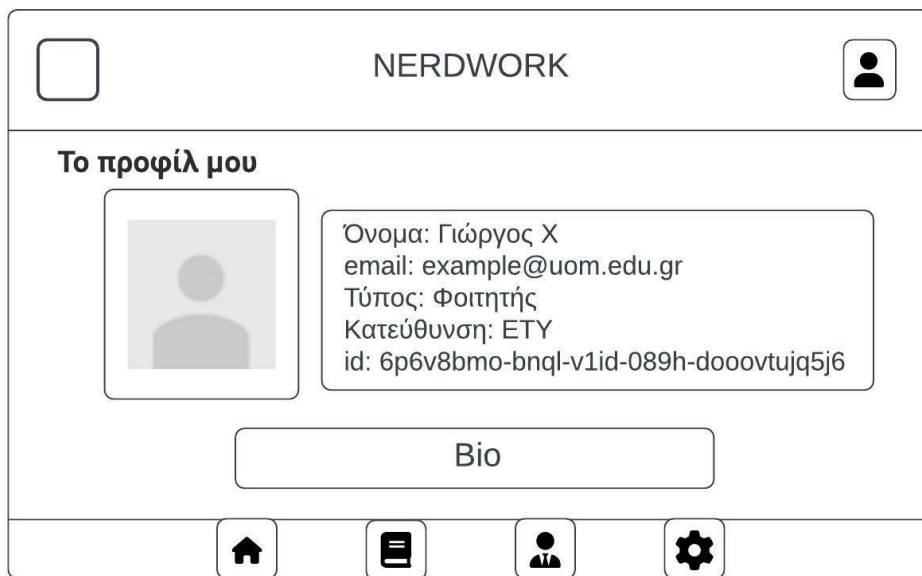 NERDWORK
Το προφίλ μου
Όνομα: Γιώργος Χ
email: example@uom.edu.gr
Τύπος: Φοιτητής
Κατεύθυνση: ΕΤΥ
id: 6p6v8bmo-bnql-v1id-089h-dooovtujq5j6
Bio